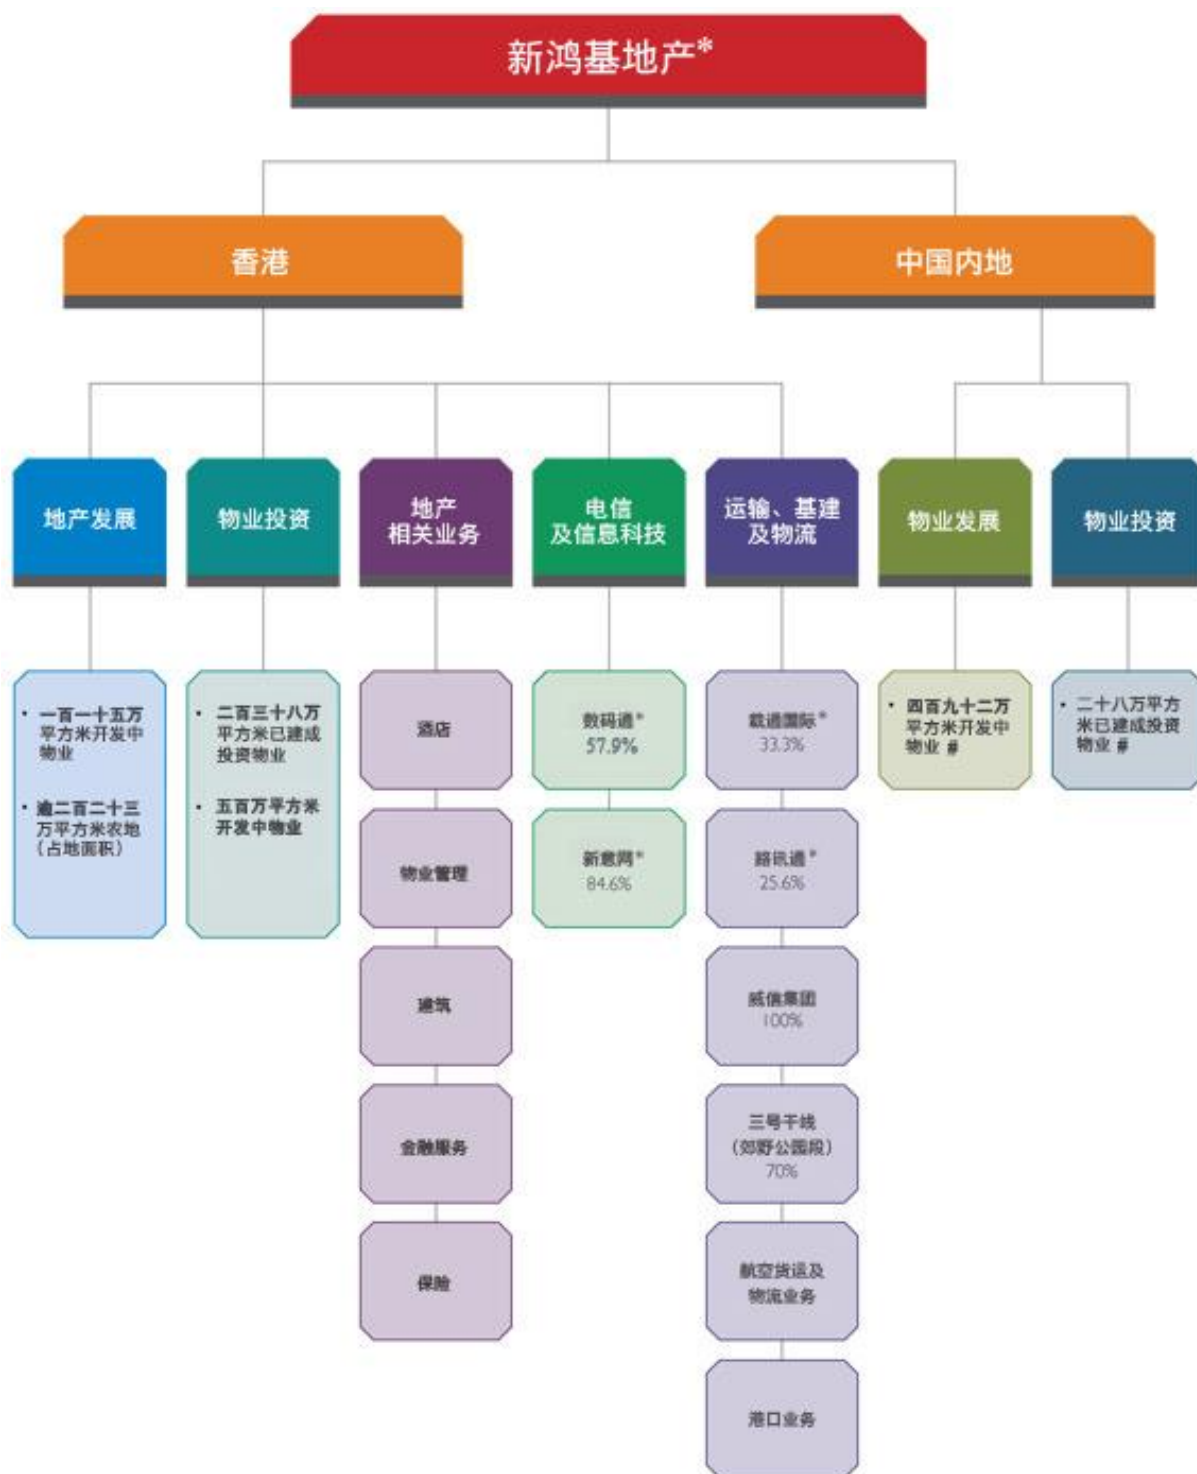 新鸿基地产*
香港
中国内地
地产发展
物业投资
地产
相关业务
电信
及信息科技
运输、基建
及物流
物业发展
物业投资
• 一百一十五万
平方米开发中
物业
• 逾二百二十三
万平方米农地
(占地面积)
• 二百三十八万
平方米已建成
投资物业
• 五百万平方米
开发中物业
酒店
物业管理
建筑
金融服务
保险
数码通*
57.9%
新意网*
84.6%
载通国际*
33.3%
路讯通*
25.6%
威信集团
100%
三号干线
(郊野公园段)
70%
航空货运及
物流业务
港口业务
• 四百九十二万
平方米开发中
物业 #
• 二十八万平方
米已建成投资
物业 #